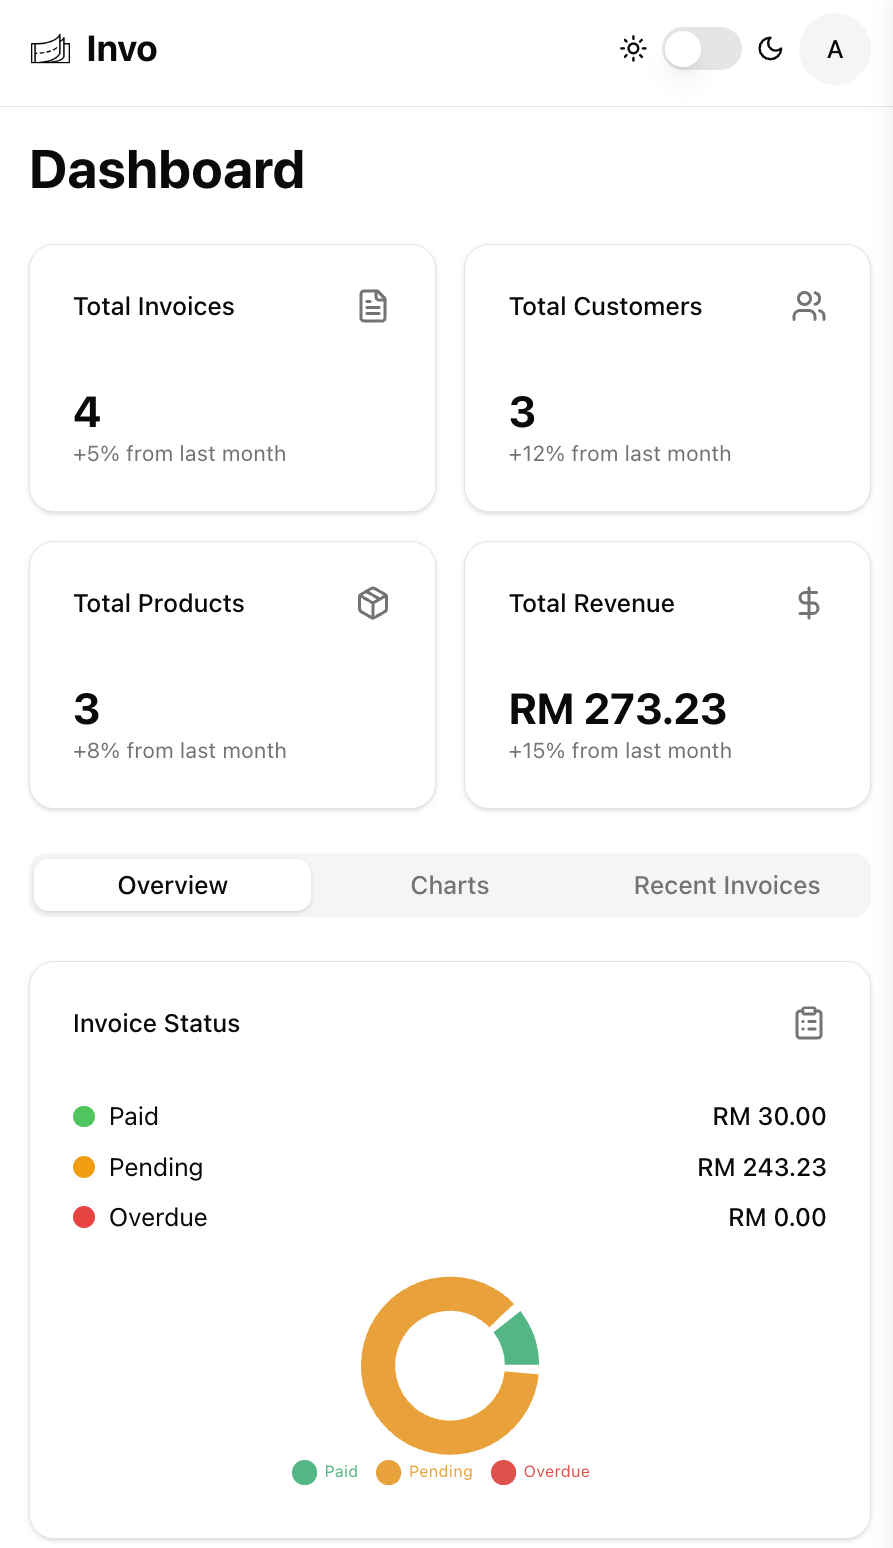 Invo
A
Dashboard
Total Invoices
4
+5% from last month
Total Customers
3
+12% from last month
Total Products
3
+8% from last month
Total Revenue
RM 273.23
+15% from last month
Overview
Charts
Recent Invoices
Invoice Status
Paid RM 30.00
Pending RM 243.23
Overdue RM 0.00
Paid Pending Overdue